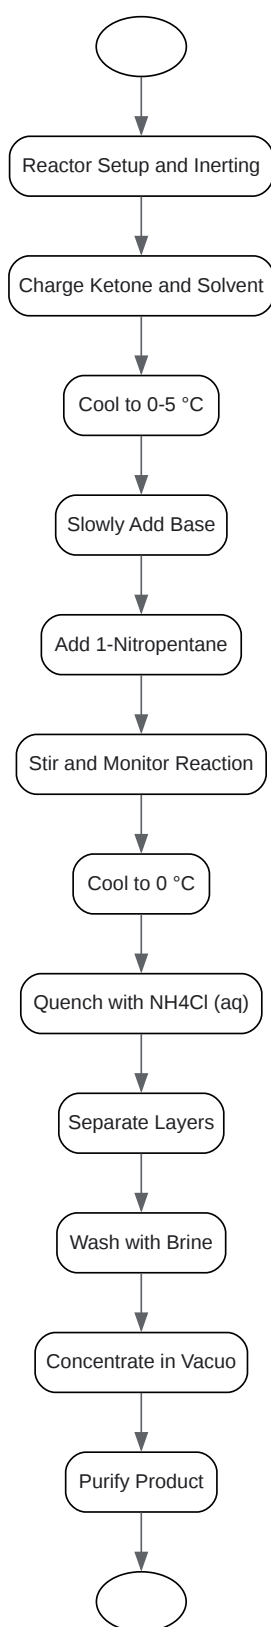 Reactor Setup and Inerting
Charge Ketone and Solvent
Cool to 0-5 °C
Slowly Add Base
Add 1-Nitropentane
Stir and Monitor Reaction
Cool to 0 °C
Quench with NH4Cl (aq)
Separate Layers
Wash with Brine
Concentrate in Vacuo
Purify Product